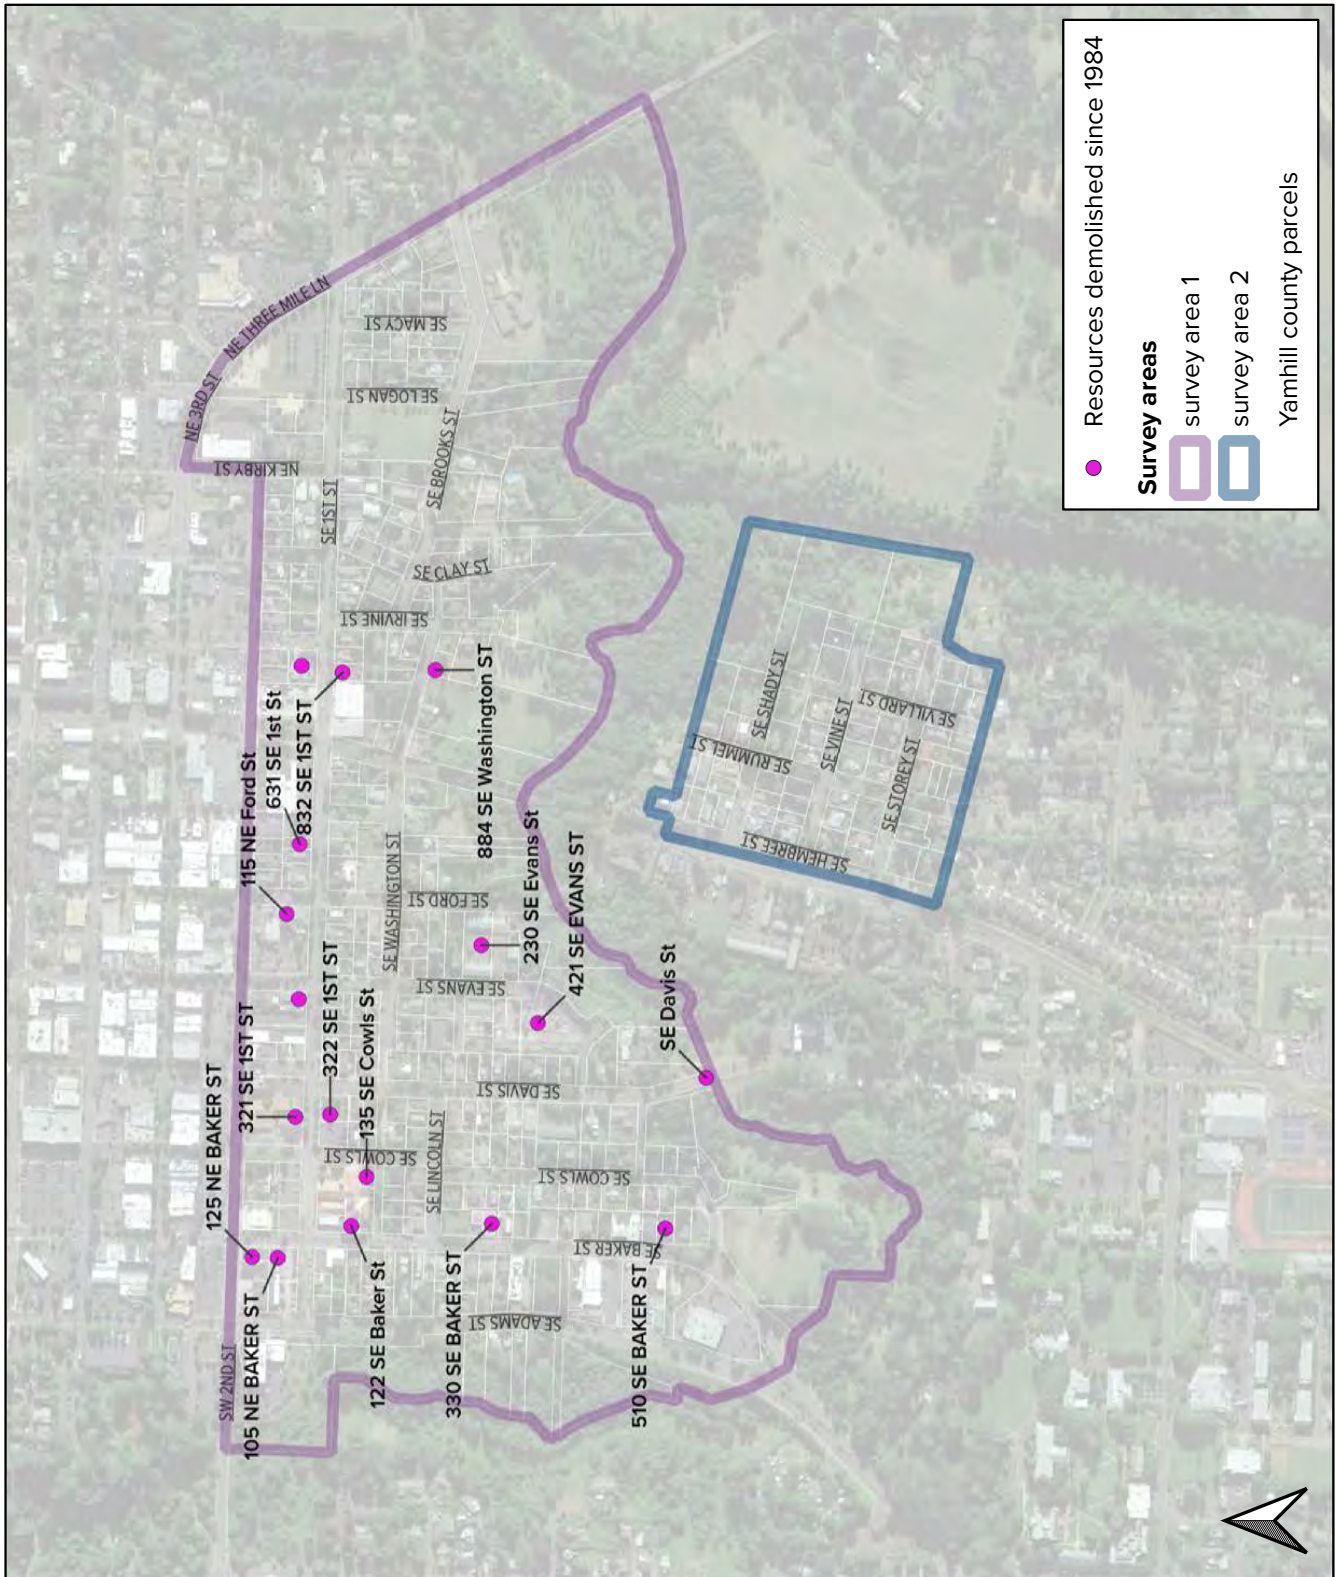 Resources demolished since 1984
Survey areas
survey area 1
survey area 2
Yamhill county parcels
SW 2ND ST
105 NE BAKER ST
125 NE BAKER ST
321 SE 1ST ST
322 SE 1ST ST
135 SE Cowls St
122 SE Baker St
330 SE BAKER ST
510 SE BAKER ST
115 NE Ford St
631 SE 1st St
832 SE 1ST ST
884 SE Washington ST
230 SE Evans St
421 SE EVANS ST
SE Davis St
NE 3RD ST
NE THREE MILE LN
NE KIRBY ST
SE 1ST ST
SE MACY ST
SE LOGAN ST
SE BROOKS ST
SE CLAY ST
SE IRVINE ST
SE WASHINGTON ST
SE FORD ST
SE EVANS ST
SE DAVIS ST
SE LINCOLN ST
SE COWLS ST
SE COWLS ST
SE BAKER ST
SE ADAMS ST
SE SHADY ST
SE RUMMEL ST
SE VINE ST
SE VILLARD ST
SE STOREY ST
SE HEMBREE ST